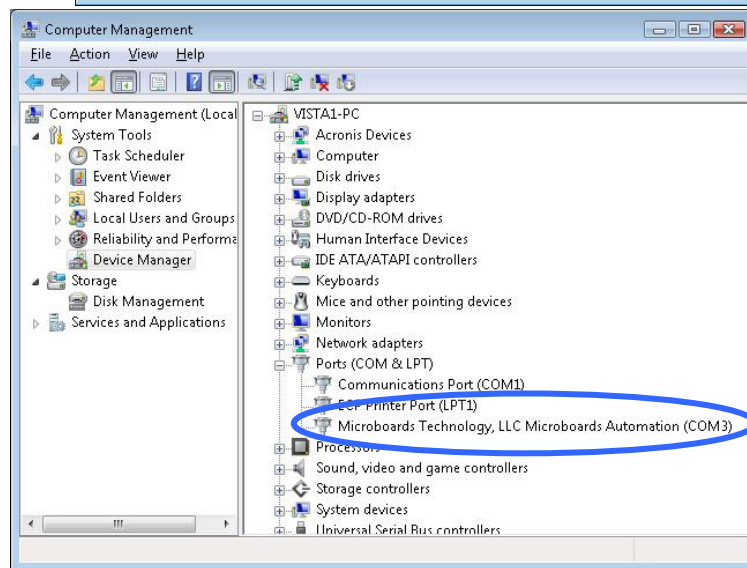 Computer Management
File Action View Help
Computer Management (Local
System Tools
Task Scheduler
Event Viewer
Shared Folders
Local Users and Groups
Reliability and Performa
Device Manager
Storage
Disk Management
Services and Applications
VISTA1-PC
Acronis Devices
Computer
Disk drives
Display adapters
DVD/CD-ROM drives
Human Interface Devices
IDE ATA/ATAPI controllers
Keyboards
Mice and other pointing devices
Monitors
Network adapters
Ports (COM & LPT)
Communications Port (COM1)
ECP Printer Port (LPT1)
Microboards Technology, LLC Microboards Automation (COM3)
Processors
Sound, video and game controllers
Storage controllers
System devices
Universal Serial Bus controllers